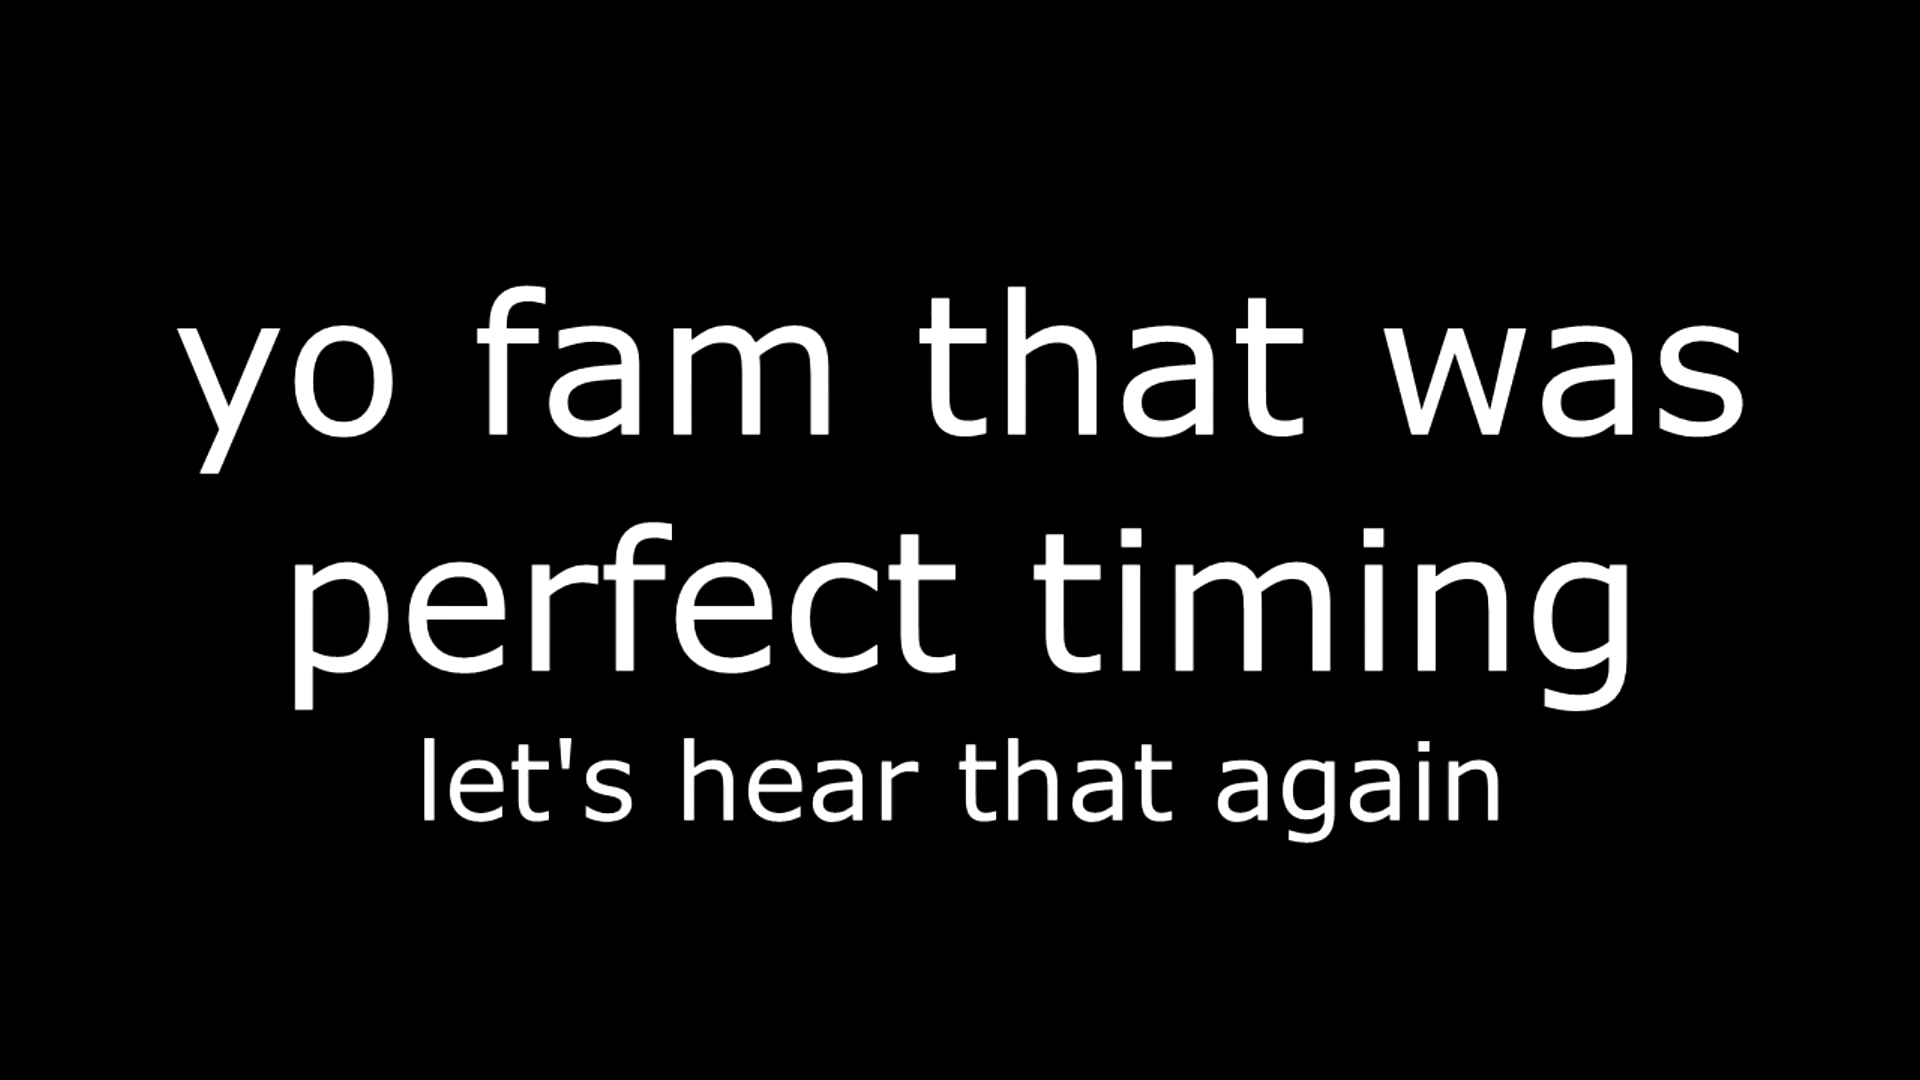 yo fam that was
perfect timing
let's hear that again